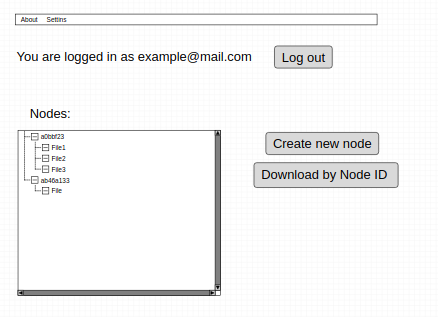 About Settins
You are logged in as example@mail.com
Log out
Nodes:
a0bbf23
File1
File2
File3
ab46a133
File
Create new node
Download by Node ID